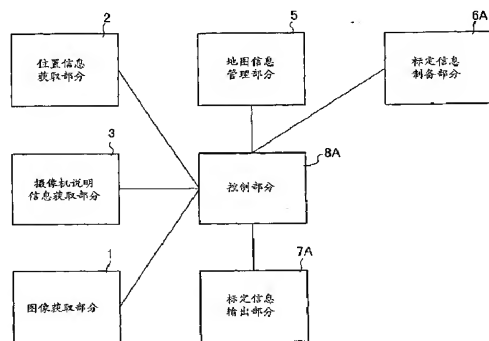 2
位置信息
获取部分
5
地图信息
管理部分
6A
标定信息
制备部分
3
摄像机说明
信息获取部分
8A
控制部分
1
图像获取部分
7A
标定信息
输出部分